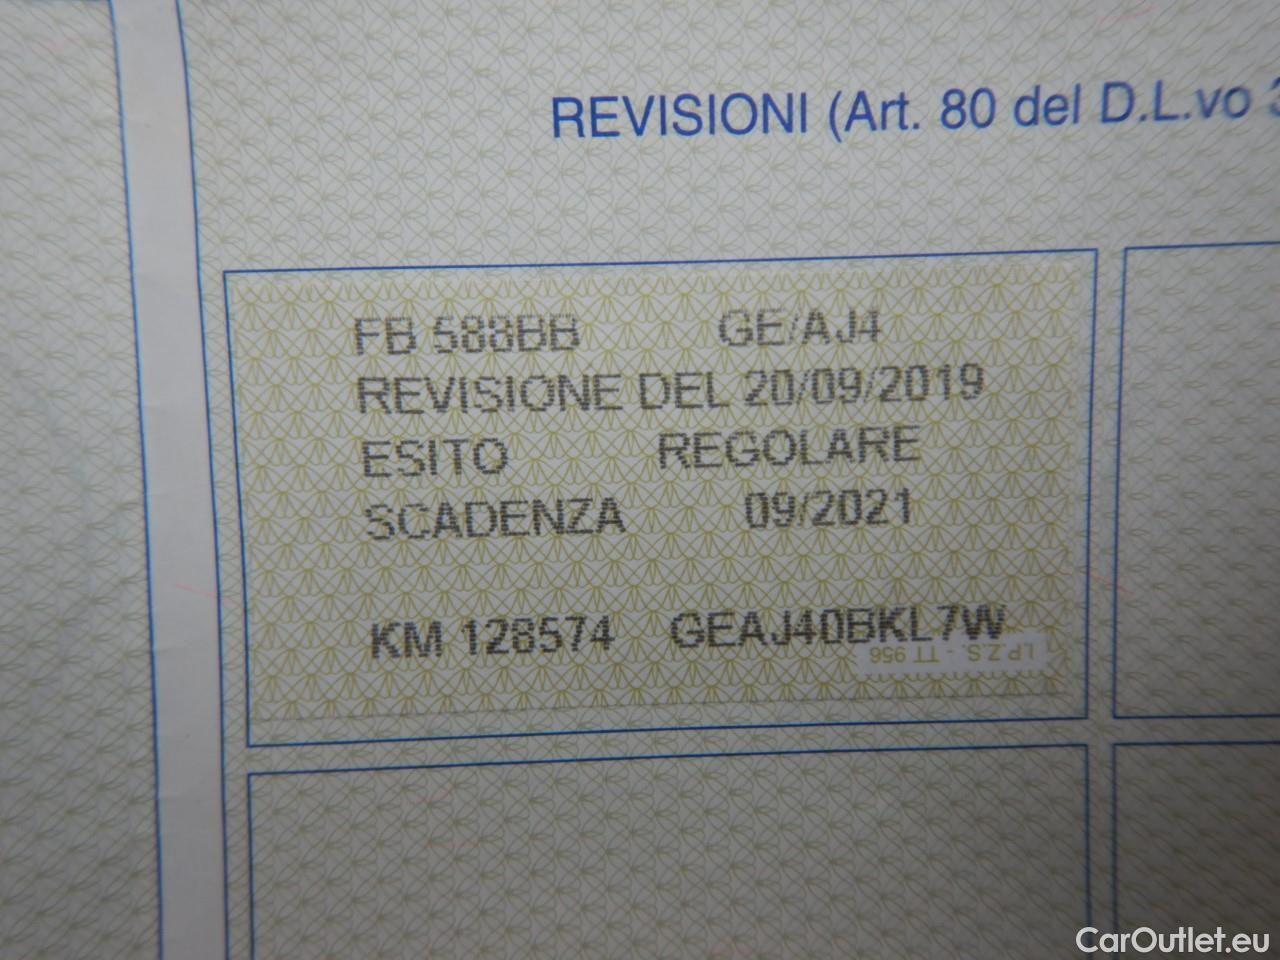 REVISIONI (Art. 80 del D.L.vo
FB 588BB GE/AJ4
REVISIONE DEL 20/09/2019
ESITO REGOLARE
SCADENZA 09/2021
KM 128574 GEAJ40BKL7W
I.P.Z.S. - TT 956
CarOutlet.eu